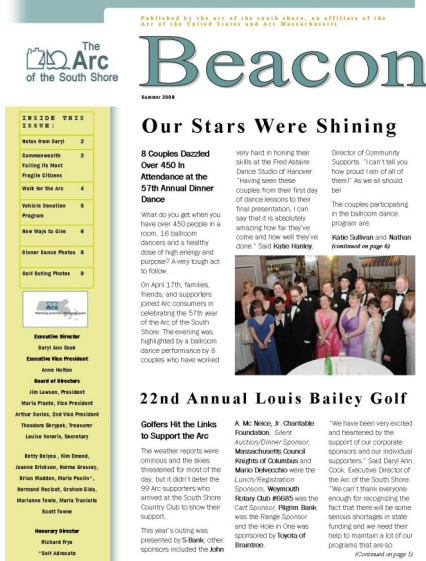 Published by the arc of the south shore, an affiliate of the
Arc of the United States and Arc Massachusetts
The
Arc
of the South Shore
Beacon
Summer 2009
INSIDE THIS
ISSUE:
Notes from Daryl 2
Commonwealth 2
Failing Its Most
Fragile Citizens
Walk for the Arc 4
Vehicle Donation 5
Program
New Ways to Give 6
Dinner Dance Photos 8
Golf Outing Photos 9
Arc
Executive Director
Daryl Ann Cook
Executive Vice President
Anne Holton
Board of Directors
Jim Lawson, President
Maria Plante, Vice President
Arthur Davies, 2nd Vice President
Theodore Skrypek, Treasurer
Louise Veneris, Secretary
Betty Belyea , Kim Emend,
Joanne Erickson, Norma Grassey,
Brian Madden, Marie Poulin*,
Normand Racicot, Graham Sida,
Marianne Towle, Maria Tranielle
Scott Towne
Honorary Director
Richard Frye
*Self Advocate
Our Stars Were Shining
8 Couples Dazzled
Over 450 In
Attendance at the
57th Annual Dinner
Dance
What do you get when you
have over 450 people in a
room, 16 ballroom
dancers and a healthy
dose of high energy and
purpose? A very tough act
to follow.
On April 17th, families,
friends, and supporters
joined Arc consumers in
celebrating the 57th year
of the Arc of the South
Shore. The evening was
highlighted by a ballroom
dance performance by 8
couples who have worked
very hard in honing their
skills at the Fred Astaire
Dance Studio of Hanover.
"Having seen these
couples from their first day
of dance lessons to their
final presentation, I can
say that it is absolutely
amazing how far they've
come and how well they've
done." Said Katie Hanley,
Director of Community
Supports. "I can't tell you
how proud I am of all of
them!" As we all should
be!
The couples participating
in the ballroom dance
program are,
Katie Sullivan and Nathan
(continued on page 6)
22nd Annual Louis Bailey Golf
Golfers Hit the Links
to Support the Arc
The weather reports were
ominous and the skies
threatened for most of the
day, but it didn't deter the
99 Arc supporters who
arrived at the South Shore
Country Club to show their
support.
This year's outing was
presented by S-Bank, other
sponsors included the John
A. Mc Neice, Jr. Charitable
Foundation, Silent
Auction/Dinner Sponsor,
Massachusetts Council
Knights of Columbus and
Mario Delvecchio were the
Lunch/Registration
Sponsors, Weymouth
Rotary Club #6685 was the
Cart Sponsor, Pilgrim Bank
was the Range Sponsor
and the Hole in One was
sponsored by Toyota of
Braintree.
"We have been very excited
and heartened by the
support of our corporate
sponsors and our individual
supporters." Said Daryl Ann
Cook, Executive Director of
the Arc of the South Shore.
"We can't thank everyone
enough for recognizing the
fact that there will be some
serious shortages in state
funding and we need their
help to maintain a lot of our
programs that are so
(Continued on page 5)